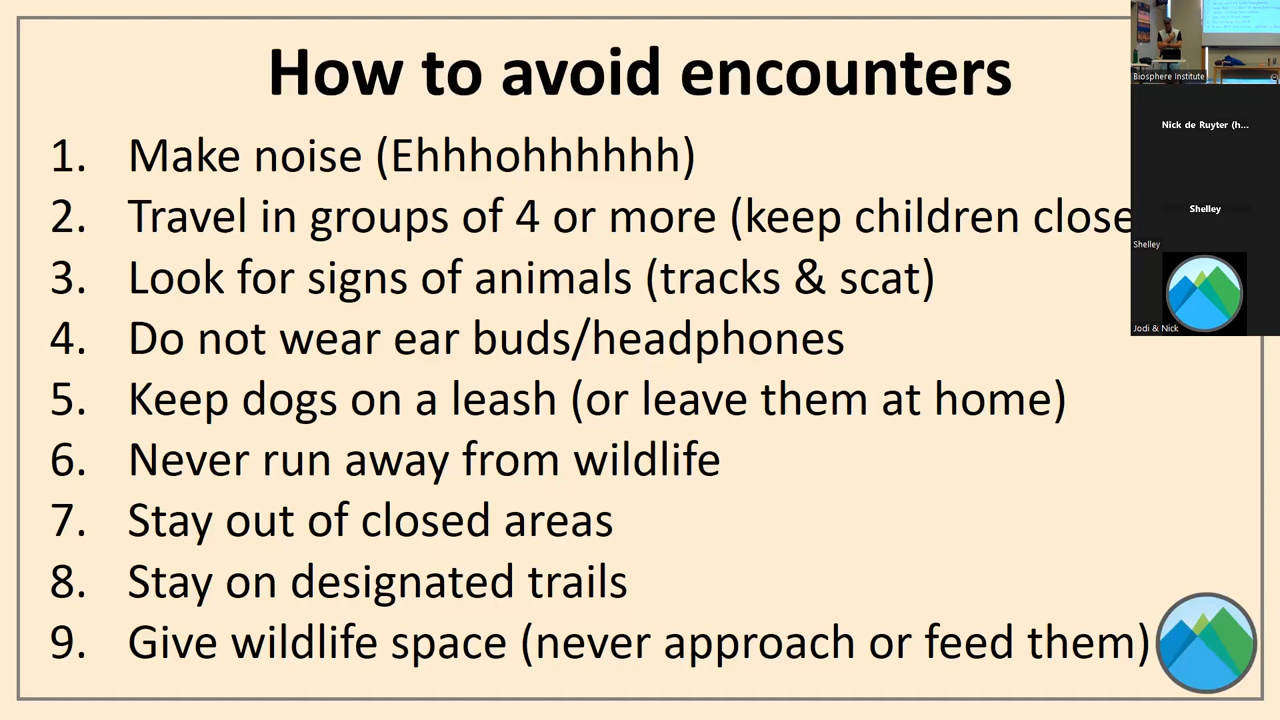 How to avoid encounters
1. Make noise (Ehhhohhhhhh)
2. Travel in groups of 4 or more (keep children close
3. Look for signs of animals (tracks & scat)
4. Do not wear ear buds/headphones
5. Keep dogs on a leash (or leave them at home)
6. Never run away from wildlife
7. Stay out of closed areas
8. Stay on designated trails
9. Give wildlife space (never approach or feed them)
Biosphere Institute
Nick de Ruyter (h...
Shelley
Shelley
Jodi & Nick